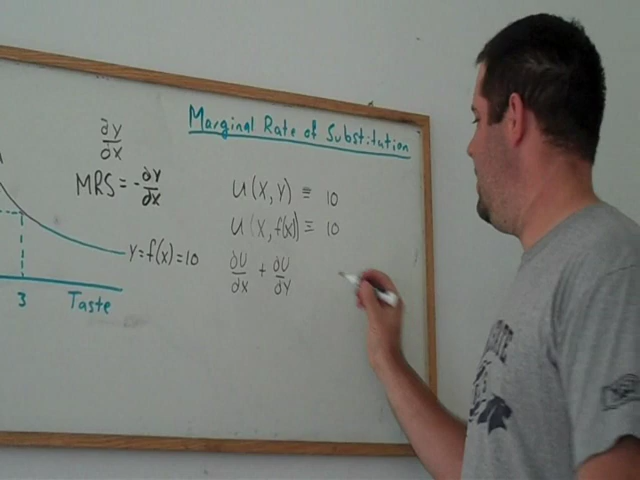 Marginal Rate of Substitution
∂Y
∂X
MRS = -∂Y
∂X
U(X, Y) ≡ 10
U(X, f(X)) ≡ 10
∂U + ∂U
∂X ∂Y
Y = f(X) = 10
3 Taste